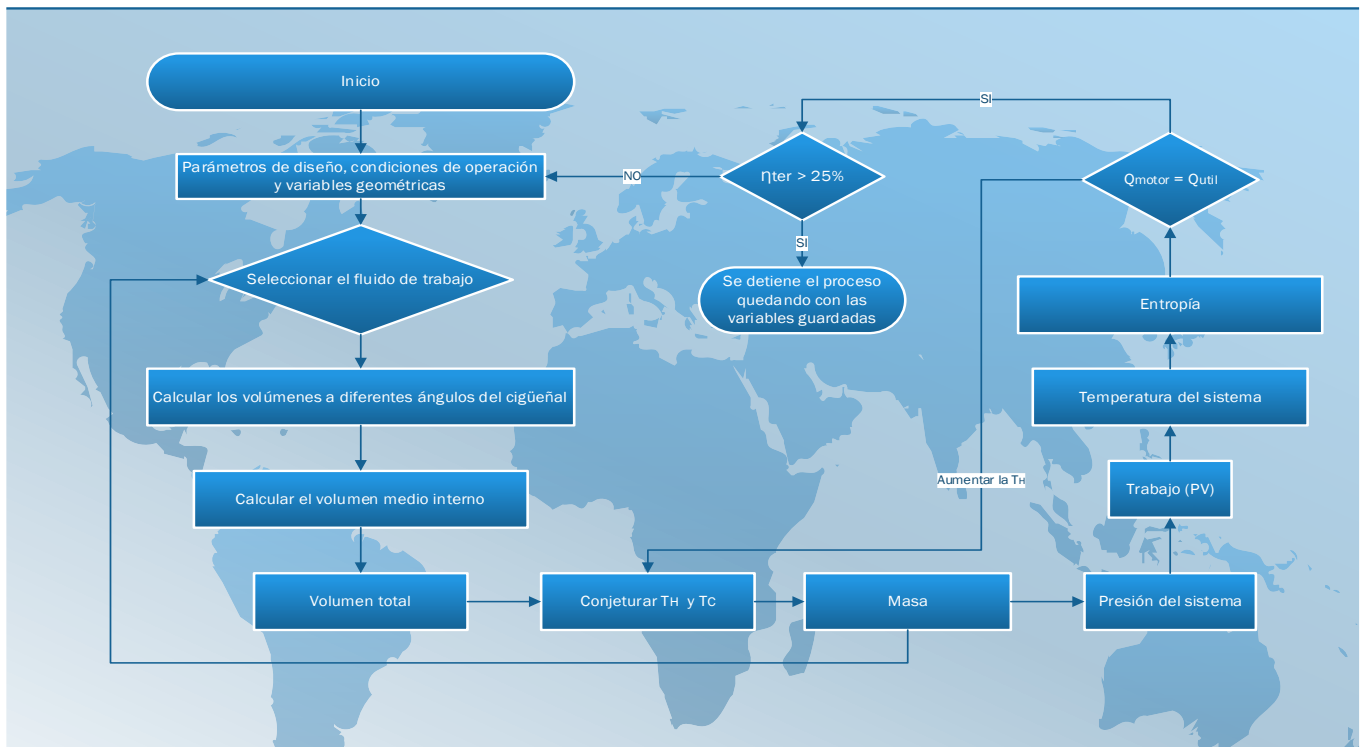 Inicio
Parámetros de diseño, condiciones de operación
y variables geométricas
Seleccionar el fluido de trabajo
Calcular los volúmenes a diferentes ángulos del cigüeñal
Calcular el volumen medio interno
Volumen total
Conjeturar TH y TC
Masa
Presión del sistema
Trabajo (PV)
Temperatura del sistema
Entropía
Qmotor = Qutil
SI
Aumentar la TH
ηter > 25%
NO
SI
Se detiene el proceso
quedando con las
variables guardadas